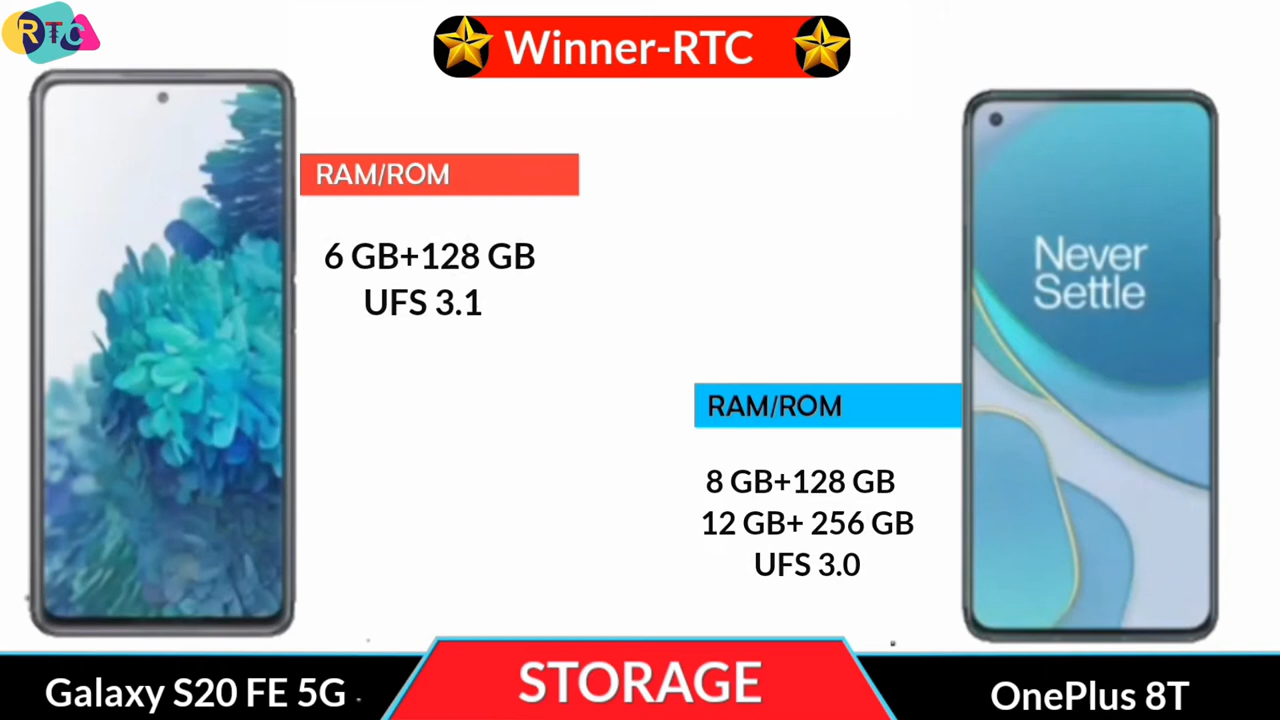 RTC
Winner-RTC
RAM/ROM
6 GB+128 GB
UFS 3.1
Never
Settle
RAM/ROM
8 GB+128 GB
12 GB+ 256 GB
UFS 3.0
Galaxy S20 FE 5G
STORAGE
OnePlus 8T